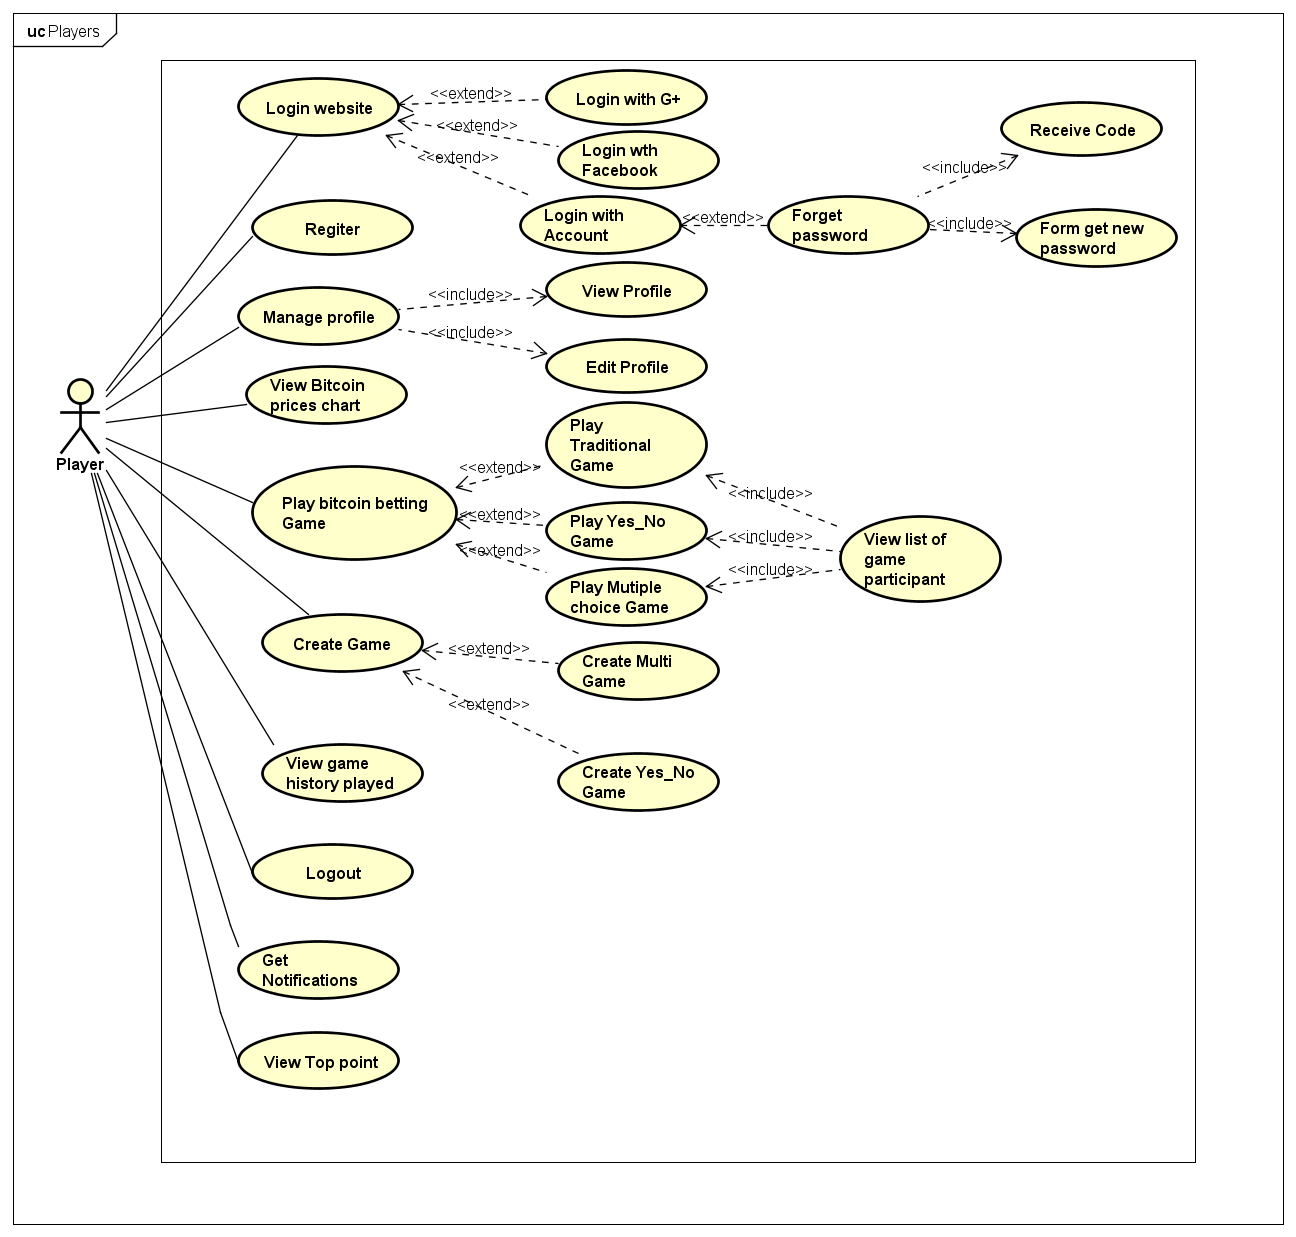 uc Players
Login website
<<extend>>
Login with G+
<<extend>>
Login wth
Facebook
<<extend>>
Login with
Account
<<extend>>
Forget
password
<<include>>
Receive Code
<<include>>
Form get new
password
Regiter
Manage profile
<<include>>
View Profile
<<include>>
Edit Profile
View Bitcoin
prices chart
Player
Play bitcoin betting
Game
<<extend>>
Play
Traditional
Game
<<extend>>
Play Yes_No
Game
<<extend>>
Play Mutiple
choice Game
<<include>>
<<include>>
<<include>>
View list of
game
participant
Create Game
<<extend>>
Create Multi
Game
<<extend>>
Create Yes_No
Game
View game
history played
Logout
Get
Notifications
View Top point